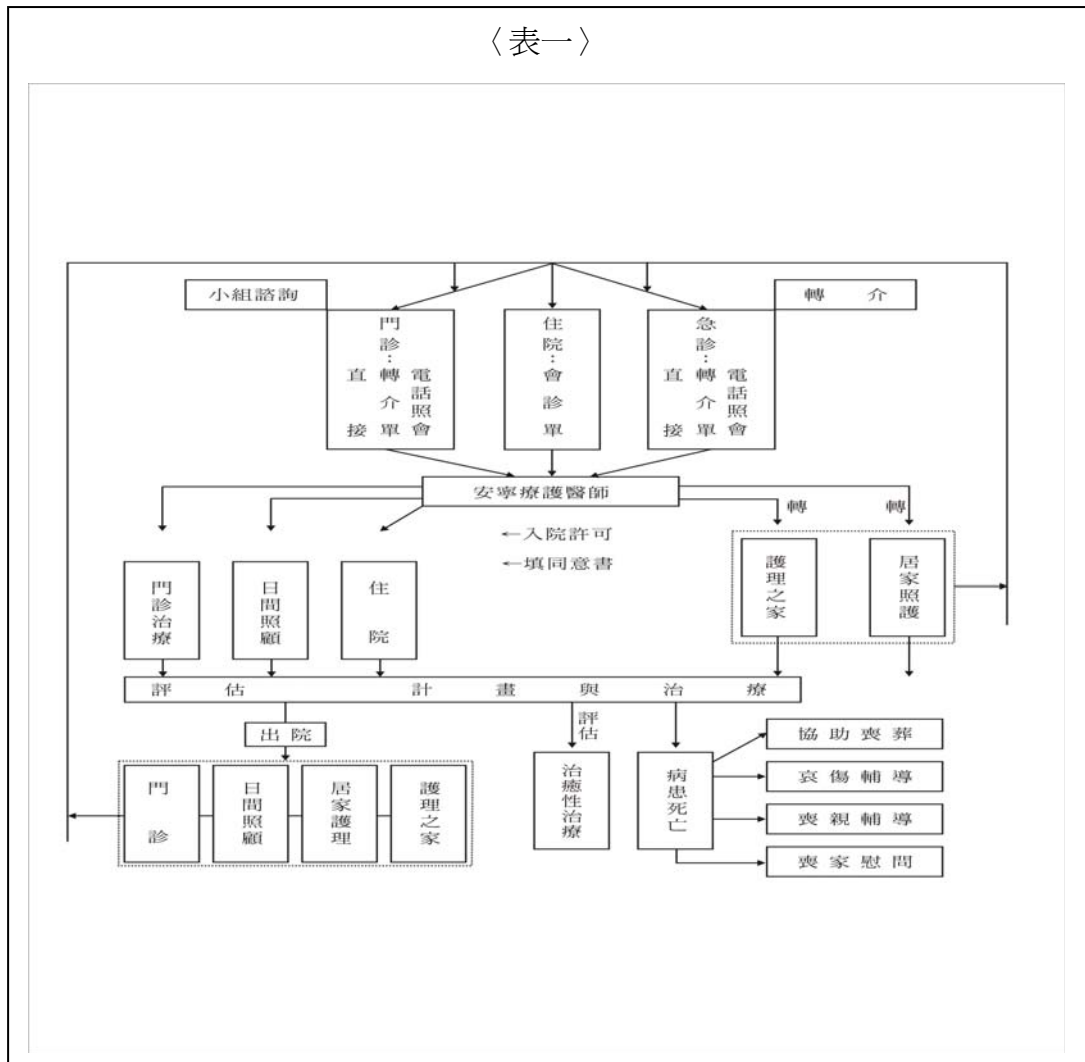 〈表一〉
小組諮詢
轉介
門診：轉介單
直接
電話照會
住院：會診單
急診：轉介單
直接
電話照會
安寧療護醫師
轉
轉
←入院許可
←填同意書
門診治療
日間照顧
住院
護理之家
居家照護
評估 計畫與治療
出院
評估
門診
日間照顧
居家護理
護理之家
治癒性治療
病患死亡
協助喪葬
哀傷輔導
喪親輔導
喪家慰問